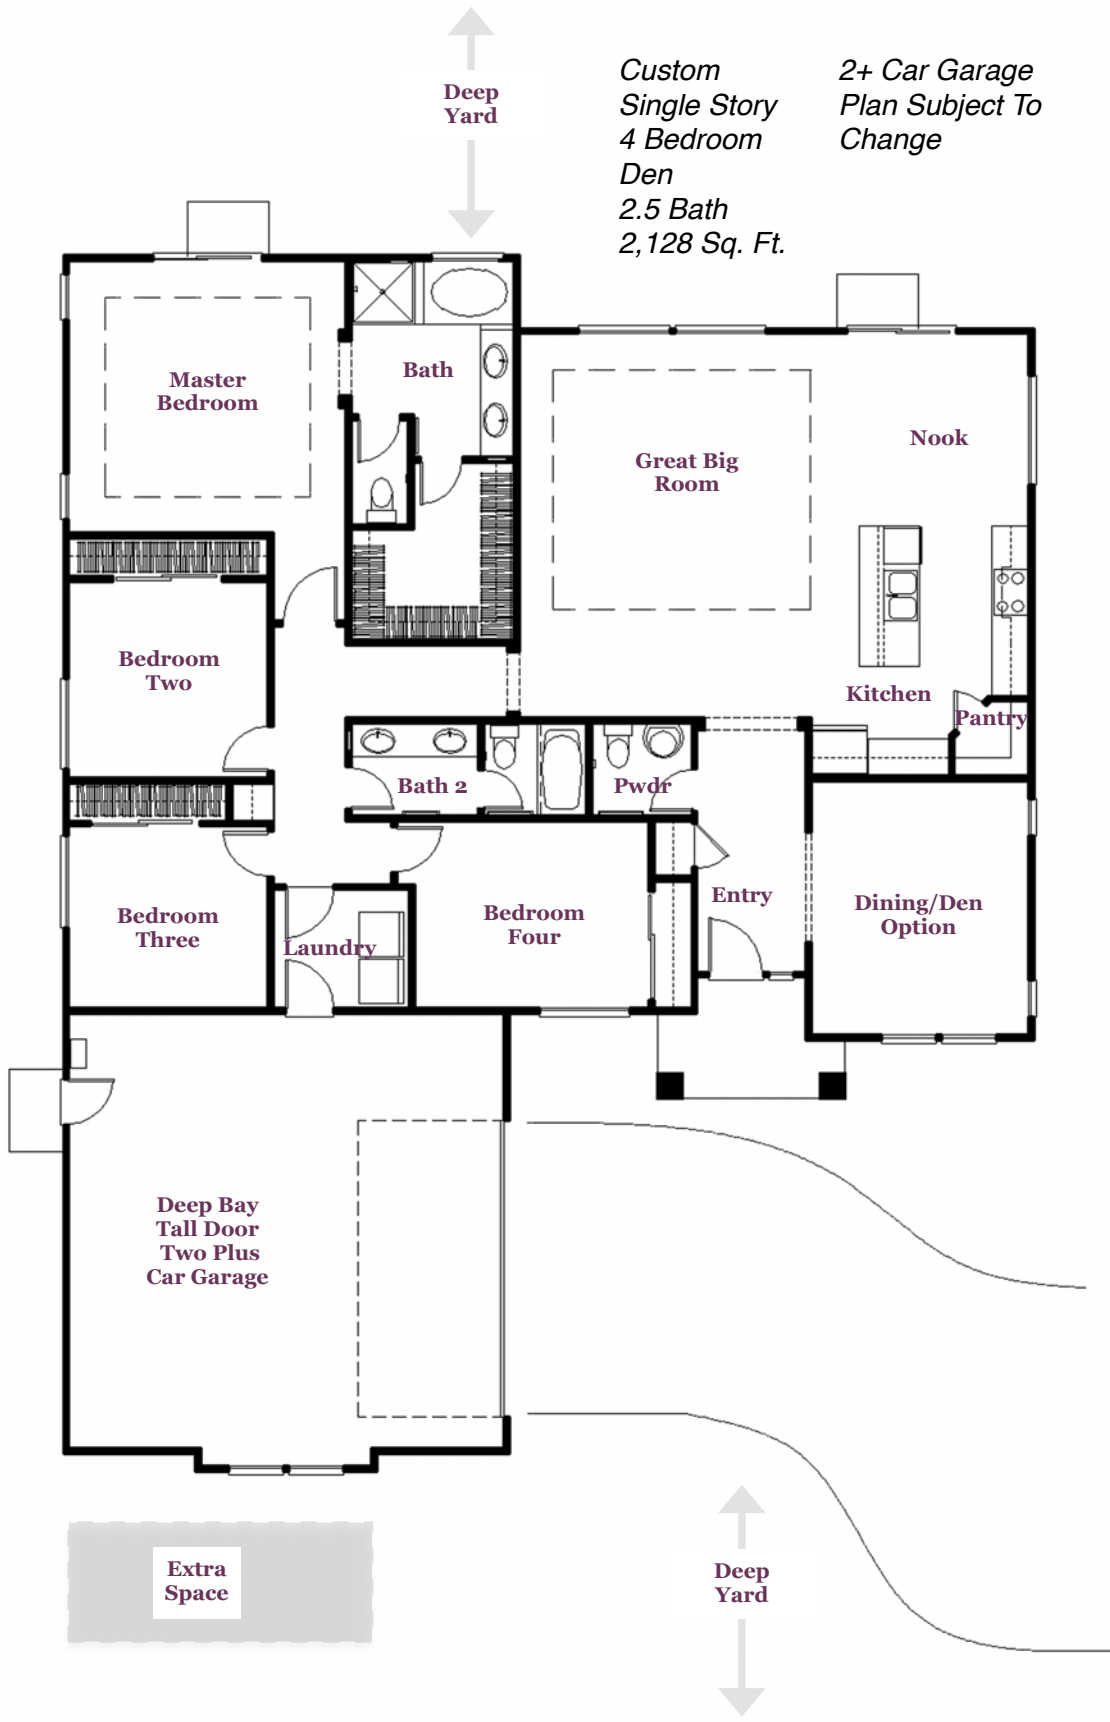 Deep
Yard
Custom
Single Story
4 Bedroom
Den
2.5 Bath
2,128 Sq. Ft.
2+ Car Garage
Plan Subject To
Change
Master
Bedroom
Bath
Great Big
Room
Nook
Bedroom
Two
Kitchen
Pantry
Bath 2
Pwdr
Bedroom
Three
Laundry
Bedroom
Four
Entry
Dining/Den
Option
Deep Bay
Tall Door
Two Plus
Car Garage
Extra
Space
Deep
Yard